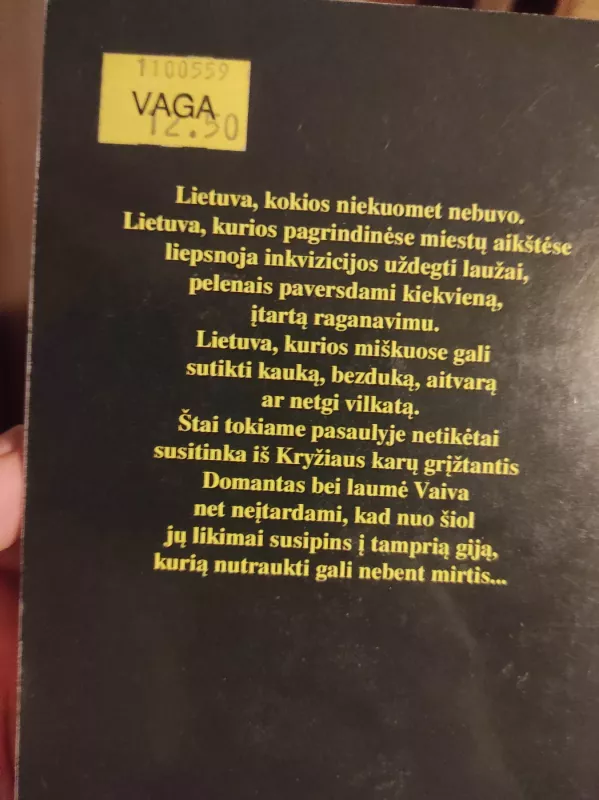 1100559
VAGA
12.50
Lietuva, kokios niekuomet nebuvo.
Lietuva, kurios pagrindinėse miestų aikštėse
liepsnoja inkvizicijos uždegti laužai,
pelenais paversdami kiekvieną,
įtartą raganavimu.
Lietuva, kurios miškuose gali
sutikti kauką, bezduką, aitvarą
ar netgi vilkatą.
Štai tokiame pasaulyje netikėtai
susitinka iš Kryžiaus karų grįžtantis
Domantas bei laumė Vaiva
net neįtardami, kad nuo šiol
jų likimai susipins į tamprią giją,
kurią nutraukti gali nebent mirtis...